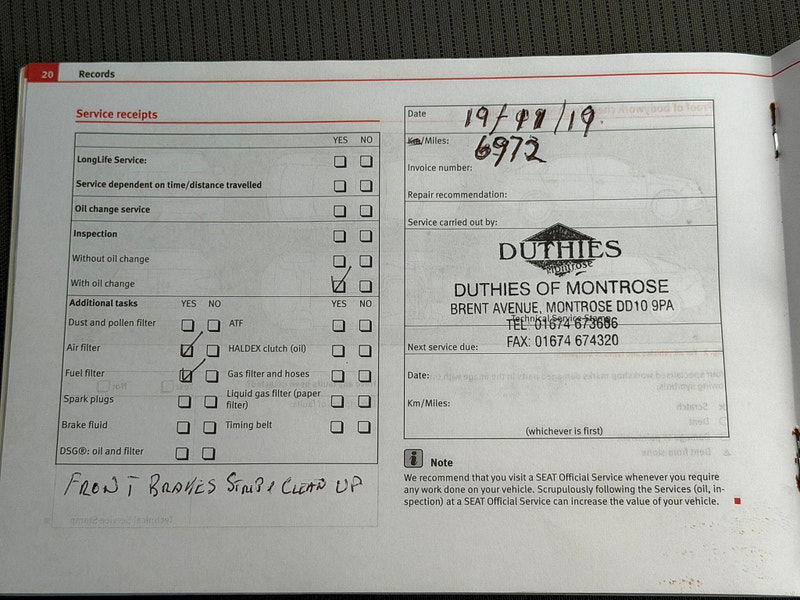 20 Records
Service receipts
YES NO
LongLife Service:
Service dependent on time/distance travelled
Oil change service
Inspection
Without oil change
With oil change
Additional tasks YES NO YES NO
Dust and pollen filter ATF
Air filter HALDEX clutch (oil)
Fuel filter Gas filter and hoses
Spark plugs Liquid gas filter (paper
filter)
Brake fluid Timing belt
DSG®: oil and filter
FRONT BRAKES STRIP & CLEAN UP
Date 19/11/19
Km/Miles: 6972
Invoice number:
Repair recommendation:
Service carried out by:
DUTHIES
Montrose
DUTHIES OF MONTROSE
BRENT AVENUE, MONTROSE DD10 9PA
Technical Service Stamp
TEL: 01674 673666
FAX: 01674 674320
Next service due:
Date:
Km/Miles:
(whichever is first)
i Note
We recommend that you visit a SEAT Official Service whenever you require
any work done on your vehicle. Scrupulously following the Services (oil, in-
spection) at a SEAT Official Service can increase the value of your vehicle.